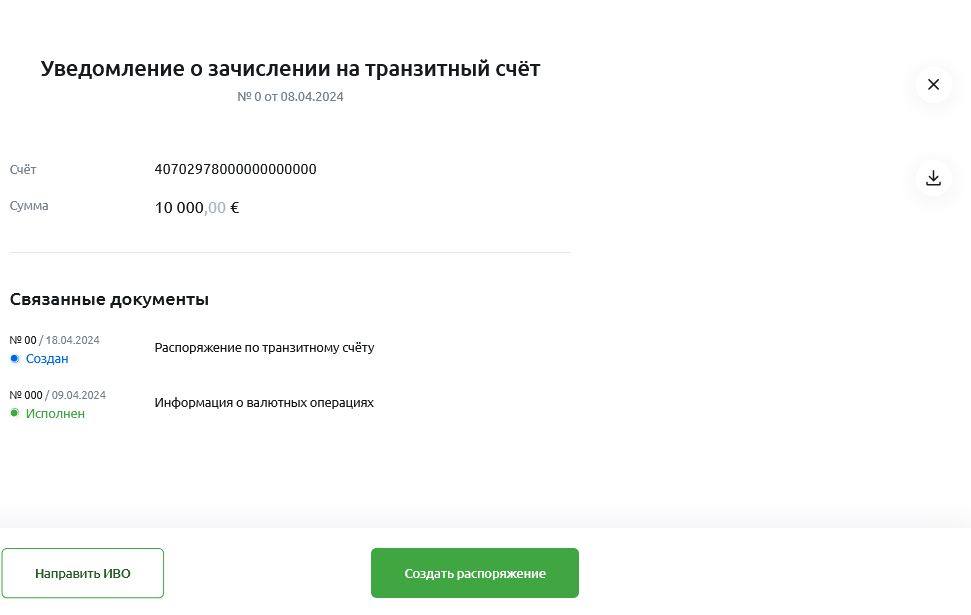 Уведомление о зачислении на транзитный счёт
№ 0 от 08.04.2024
Счёт 40702978000000000000
Сумма 10 000,00 €
Связанные документы
№ 00 / 18.04.2024
Создан
Распоряжение по транзитному счёту
№ 000 / 09.04.2024
Исполнен
Информация о валютных операциях
Направить ИВО
Создать распоряжение